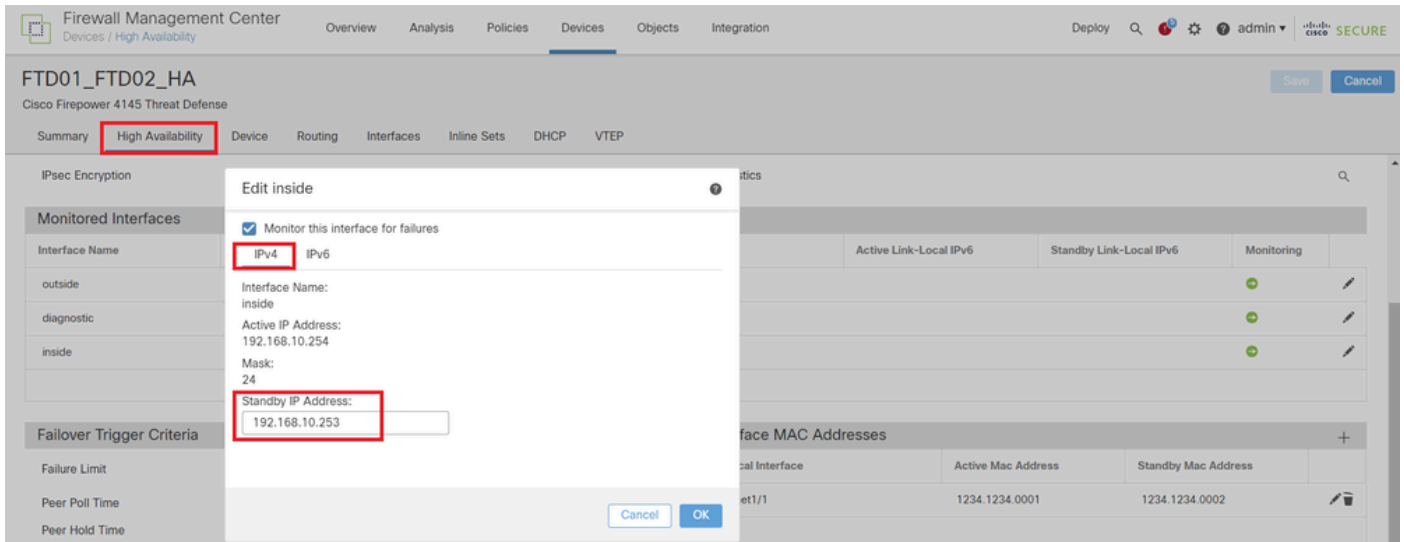 Firewall Management Center
Devices / High Availability
Overview Analysis Policies Devices Objects Integration
Deploy admin
cisco SECURE
FTD01_FTD02_HA
Save Cancel
Cisco Firepower 4145 Threat Defense
Summary High Availability Device Routing Interfaces Inline Sets DHCP VTEP
IPsec Encryption
stics
Edit inside
Monitored Interfaces
Monitor this interface for failures
Interface Name
Active Link-Local IPv6 Standby Link-Local IPv6 Monitoring
IPv4 IPv6
outside
Interface Name:
inside
diagnostic
Active IP Address:
192.168.10.254
inside
Mask:
24
Standby IP Address:
192.168.10.253
Failover Trigger Criteria
face MAC Addresses
Failure Limit
cal Interface Active Mac Address Standby Mac Address
Peer Poll Time
et1/1 1234.1234.0001 1234.1234.0002
Cancel OK
Peer Hold Time